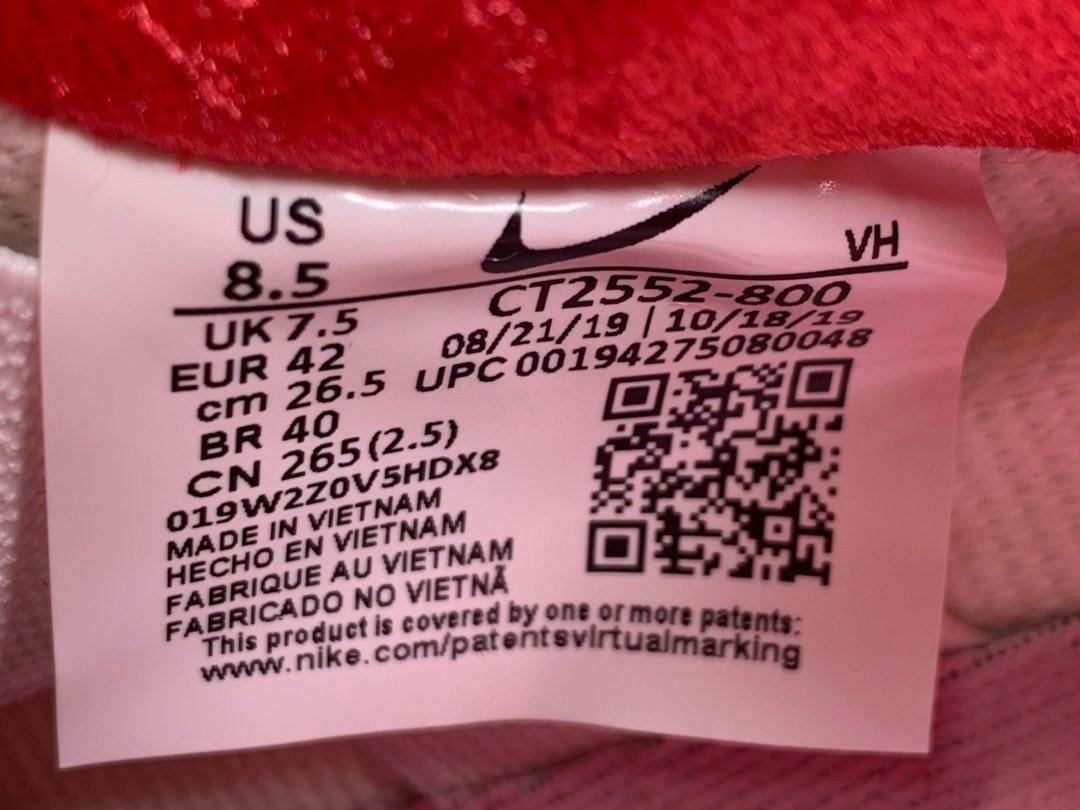 US
8.5
VH
UK 7.5
EUR 42
cm 26.5
BR 40
CN 265(2.5)
CT2552-800
08/21/19 | 10/18/19
UPC 00194275080048
019W2Z0V5HDX8
MADE IN VIETNAM
HECHO EN VIETNAM
FABRIQUE AU VIETNAM
FABRICADO NO VIETNÃ
This product is covered by one or more patents:
www.nike.com/patentsvirtualmarking